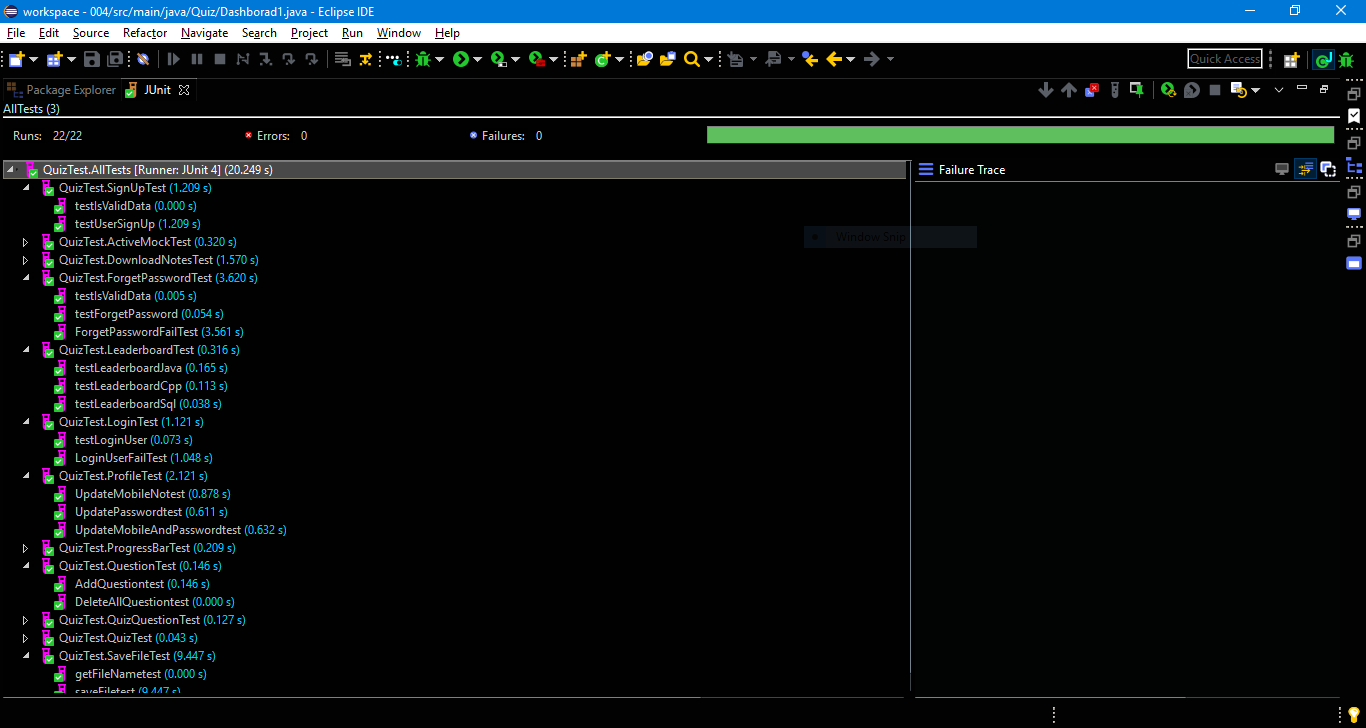 workspace - 004/src/main/java/Quiz/Dashborad1.java - Eclipse IDE
File Edit Source Refactor Navigate Search Project Run Window Help
Quick Access
Package Explorer JUnit
AllTests (3)
Runs: 22/22 Errors: 0 Failures: 0
QuizTest.AllTests [Runner: JUnit 4] (20.249 s)
Failure Trace
QuizTest.SignUpTest (1.209 s)
testIsValidData (0.000 s)
testUserSignUp (1.209 s)
Window Snip
QuizTest.ActiveMockTest (0.320 s)
QuizTest.DownloadNotesTest (1.570 s)
QuizTest.ForgetPasswordTest (3.620 s)
testIsValidData (0.005 s)
testForgetPassword (0.054 s)
ForgetPasswordFailTest (3.561 s)
QuizTest.LeaderboardTest (0.316 s)
testLeaderboardJava (0.165 s)
testLeaderboardCpp (0.113 s)
testLeaderboardSql (0.038 s)
QuizTest.LoginTest (1.121 s)
testLoginUser (0.073 s)
LoginUserFailTest (1.048 s)
QuizTest.ProfileTest (2.121 s)
UpdateMobileNotest (0.878 s)
UpdatePasswordtest (0.611 s)
UpdateMobileAndPasswordtest (0.632 s)
QuizTest.ProgressBarTest (0.209 s)
QuizTest.QuestionTest (0.146 s)
AddQuestiontest (0.146 s)
DeleteAllQuestiontest (0.000 s)
QuizTest.QuizQuestionTest (0.127 s)
QuizTest.QuizTest (0.043 s)
QuizTest.SaveFileTest (9.447 s)
getFileNametest (0.000 s)
saveFiletest (9.447 s)